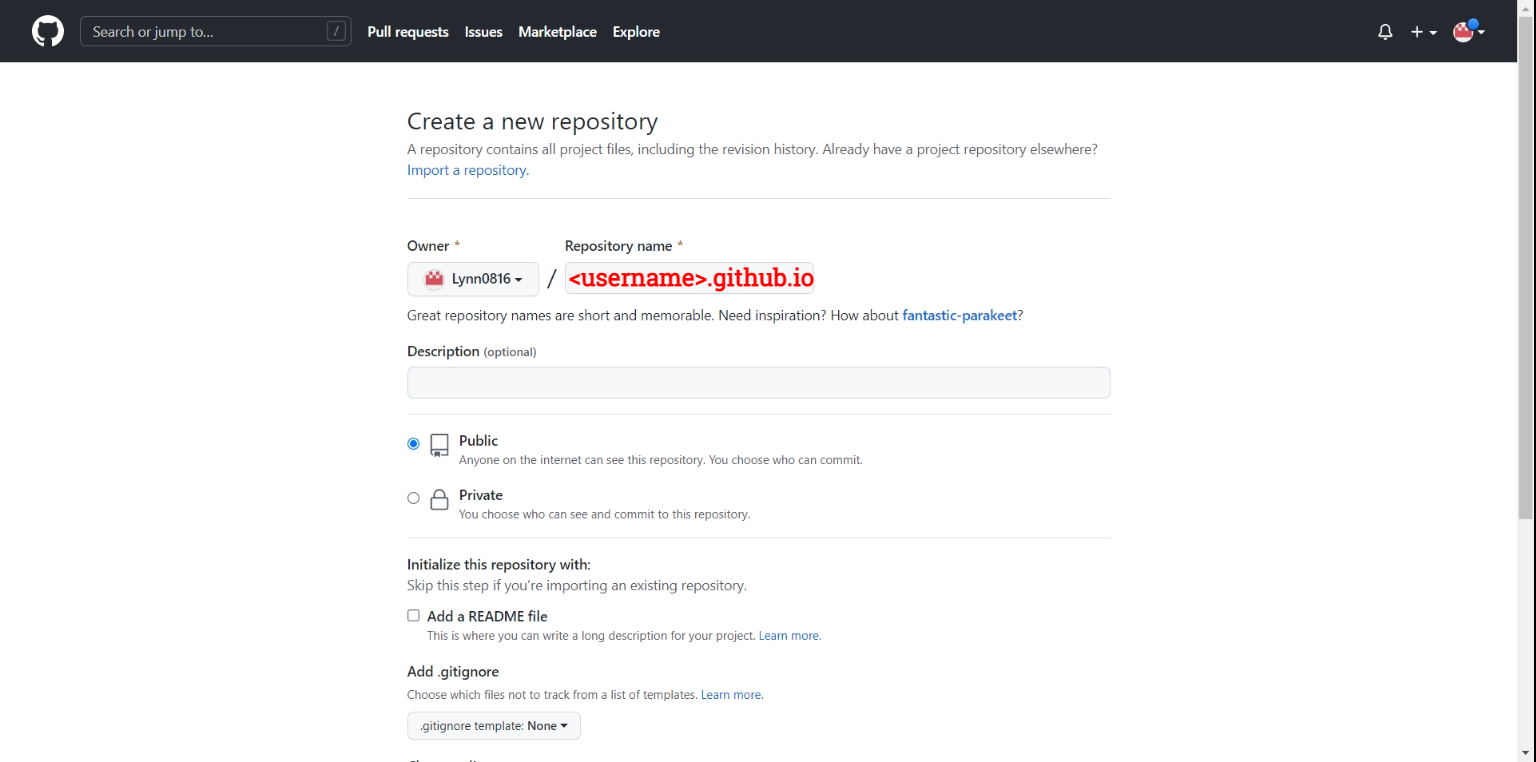 Search or jump to... /
Pull requests Issues Marketplace Explore
Create a new repository
A repository contains all project files, including the revision history. Already have a project repository elsewhere?
Import a repository.
Owner * Repository name *
Lynn0816 / <username>.github.io
Great repository names are short and memorable. Need inspiration? How about fantastic-parakeet?
Description (optional)
Public
Anyone on the internet can see this repository. You choose who can commit.
Private
You choose who can see and commit to this repository.
Initialize this repository with:
Skip this step if you’re importing an existing repository.
Add a README file
This is where you can write a long description for your project. Learn more.
Add .gitignore
Choose which files not to track from a list of templates. Learn more.
.gitignore template: None